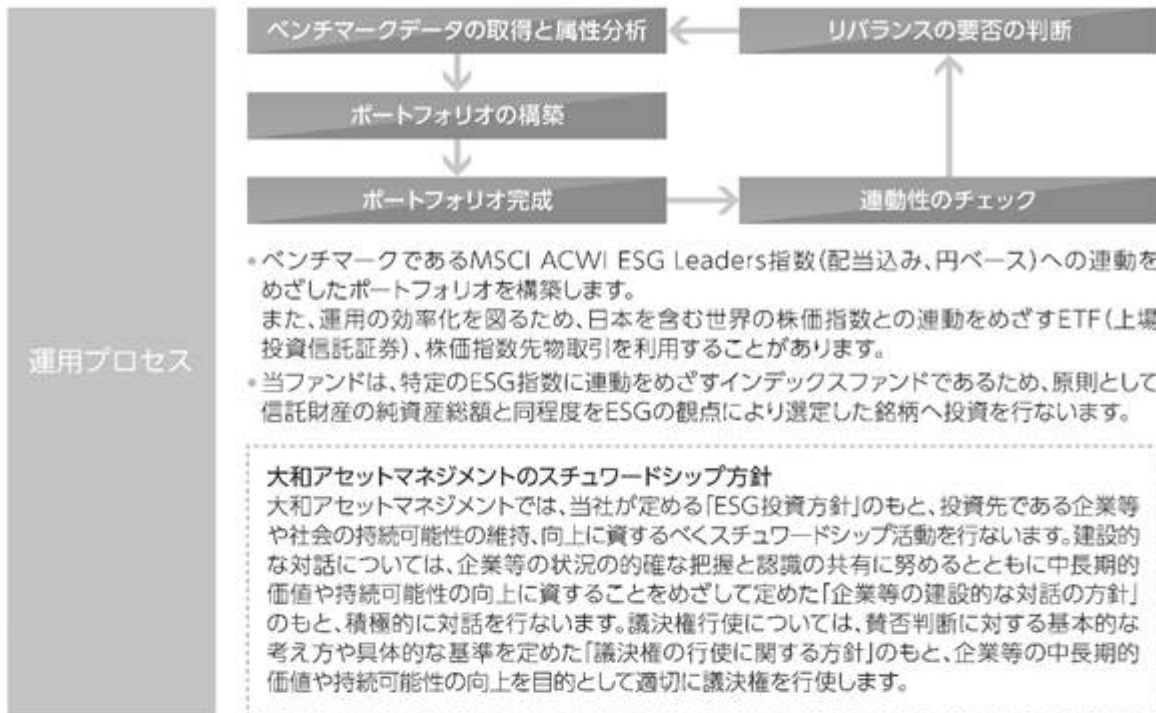 運用プロセス
ベンチマークデータの取得と属性分析
リバランスの要否の判断
ポートフォリオの構築
ポートフォリオ完成
連動性のチェック
•ベンチマークであるMSCI ACWI ESG Leaders指数(配当込み、円ベース)への連動を
めざしたポートフォリオを構築します。
また、運用の効率化を図るため、日本を含む世界の株価指数との連動をめざすETF(上場
投資信託証券)、株価指数先物取引を利用することがあります。
•当ファンドは、特定のESG指数に連動をめざすインデックスファンドであるため、原則として
信託財産の純資産総額と同程度をESGの観点により選定した銘柄へ投資を行ないます。
大和アセットマネジメントのスチュワードシップ方針
大和アセットマネジメントでは、当社が定める「ESG投資方針」のもと、投資先である企業等
や社会の持続可能性の維持、向上に資するべくスチュワードシップ活動を行ないます。建設的
な対話については、企業等の状況の的確な把握と認識の共有に努めるとともに中長期的
価値や持続可能性の向上に資することをめざして定めた「企業等の建設的な対話の方針」
のもと、積極的に対話を行ないます。議決権行使については、賛否判断に対する基本的な
考え方や具体的な基準を定めた「議決権の行使に関する方針」のもと、企業等の中長期的
価値や持続可能性の向上を目的として適切に議決権を行使します。